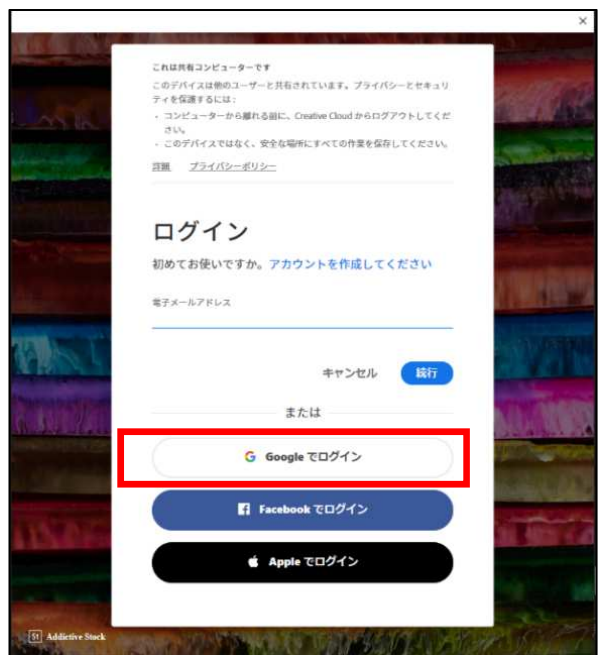 これは共有コンピューターです
このデバイスは他のユーザーと共有されています。プライバシーとセキュリ
ティを保護するには :
・ コンピューターから離れる前に、Creative Cloud からログアウトしてくだ
さい。
・ このデバイスではなく、安全な場所にすべての作業を保存してください。
詳細 プライバシーポリシー
ログイン
初めてお使いですか。アカウントを作成してください
電子メールアドレス
キャンセル 続行
または
Google でログイン
Facebook でログイン
Apple でログイン
St Addictive Stock